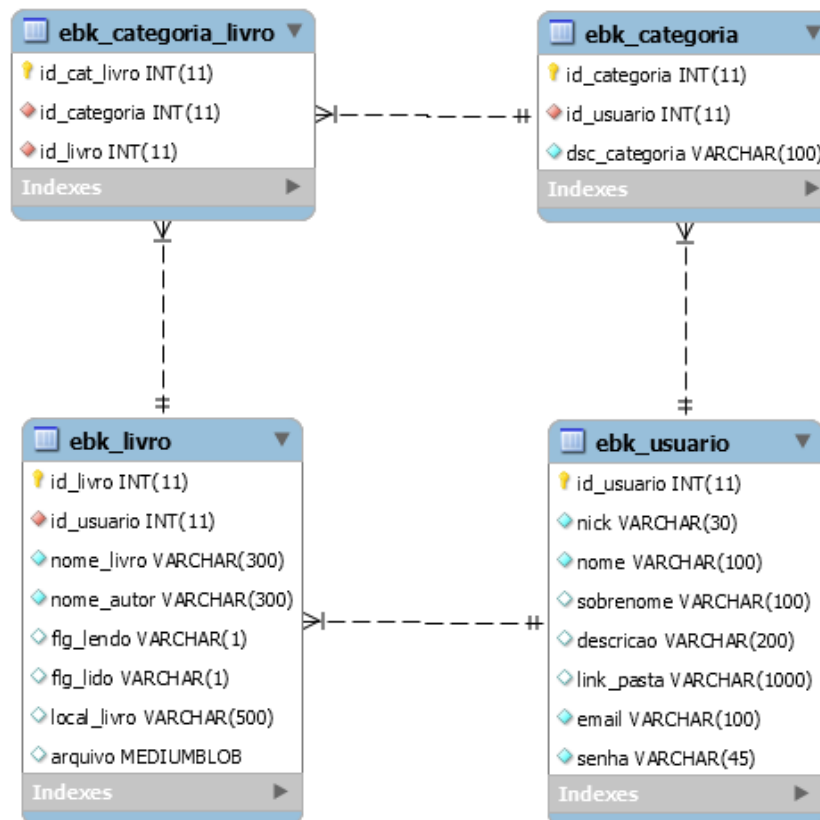 ebk_categoria_livro
id_cat_livro INT(11)
id_categoria INT(11)
id_livro INT(11)
Indexes
ebk_categoria
id_categoria INT(11)
id_usuario INT(11)
dsc_categoria VARCHAR(100)
Indexes
ebk_livro
id_livro INT(11)
id_usuario INT(11)
nome_livro VARCHAR(300)
nome_autor VARCHAR(300)
flg_lendo VARCHAR(1)
flg_lido VARCHAR(1)
local_livro VARCHAR(500)
arquivo MEDIUMBLOB
Indexes
ebk_usuario
id_usuario INT(11)
nick VARCHAR(30)
nome VARCHAR(100)
sobrenome VARCHAR(100)
descricao VARCHAR(200)
link_pasta VARCHAR(1000)
email VARCHAR(100)
senha VARCHAR(45)
Indexes